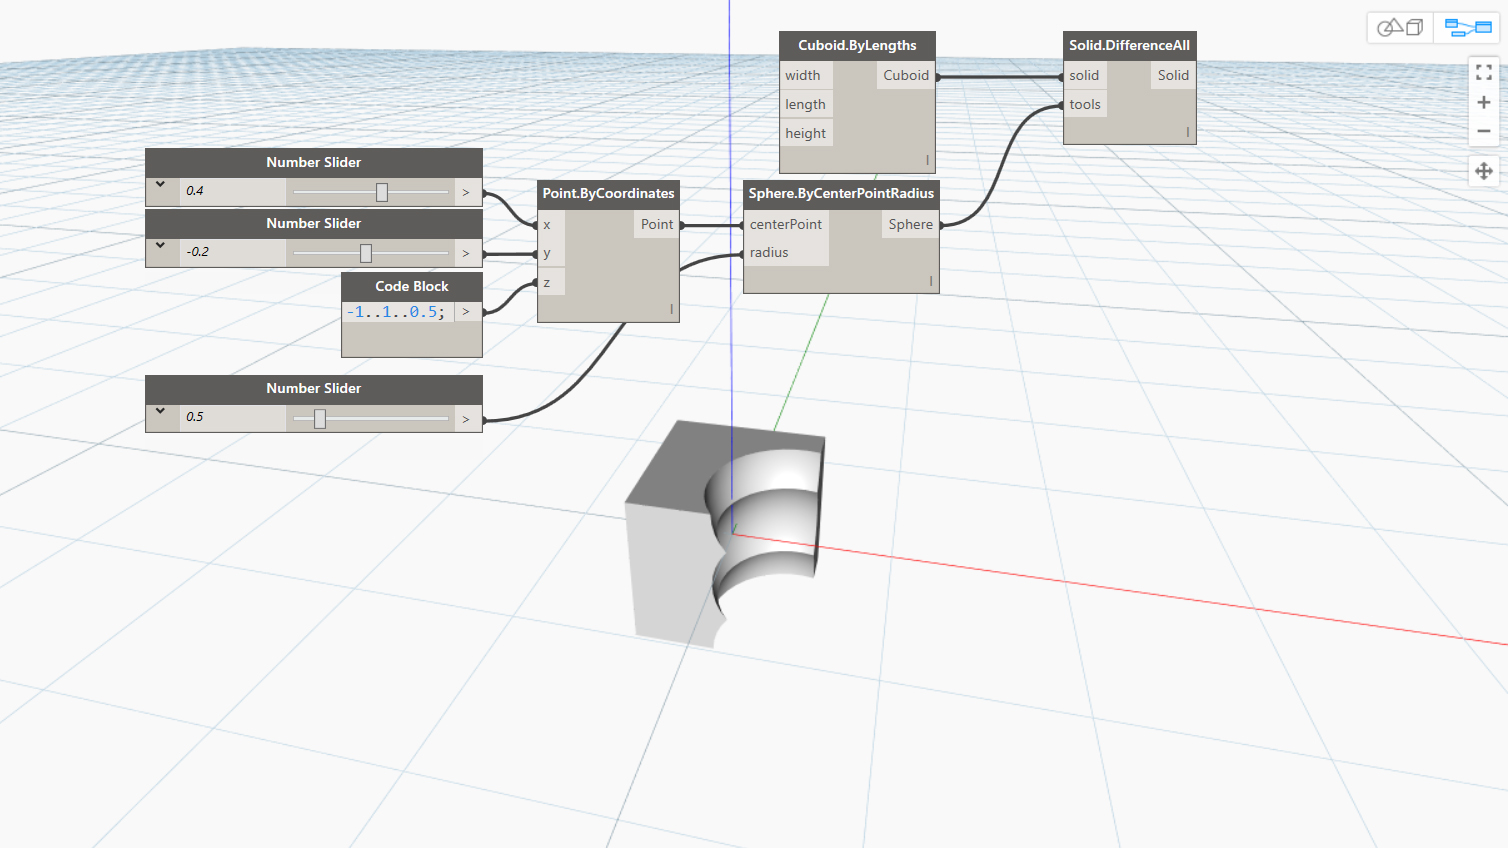 Cuboid.ByLengths
width
Cuboid
length
height
l
Solid.DifferenceAll
solid
Solid
tools
l
Number Slider
0.4
>
Number Slider
-0.2
>
Code Block
-1..1..0.5;
>
Number Slider
0.5
>
Point.ByCoordinates
x
Point
y
z
l
Sphere.ByCenterPointRadius
centerPoint
Sphere
radius
l